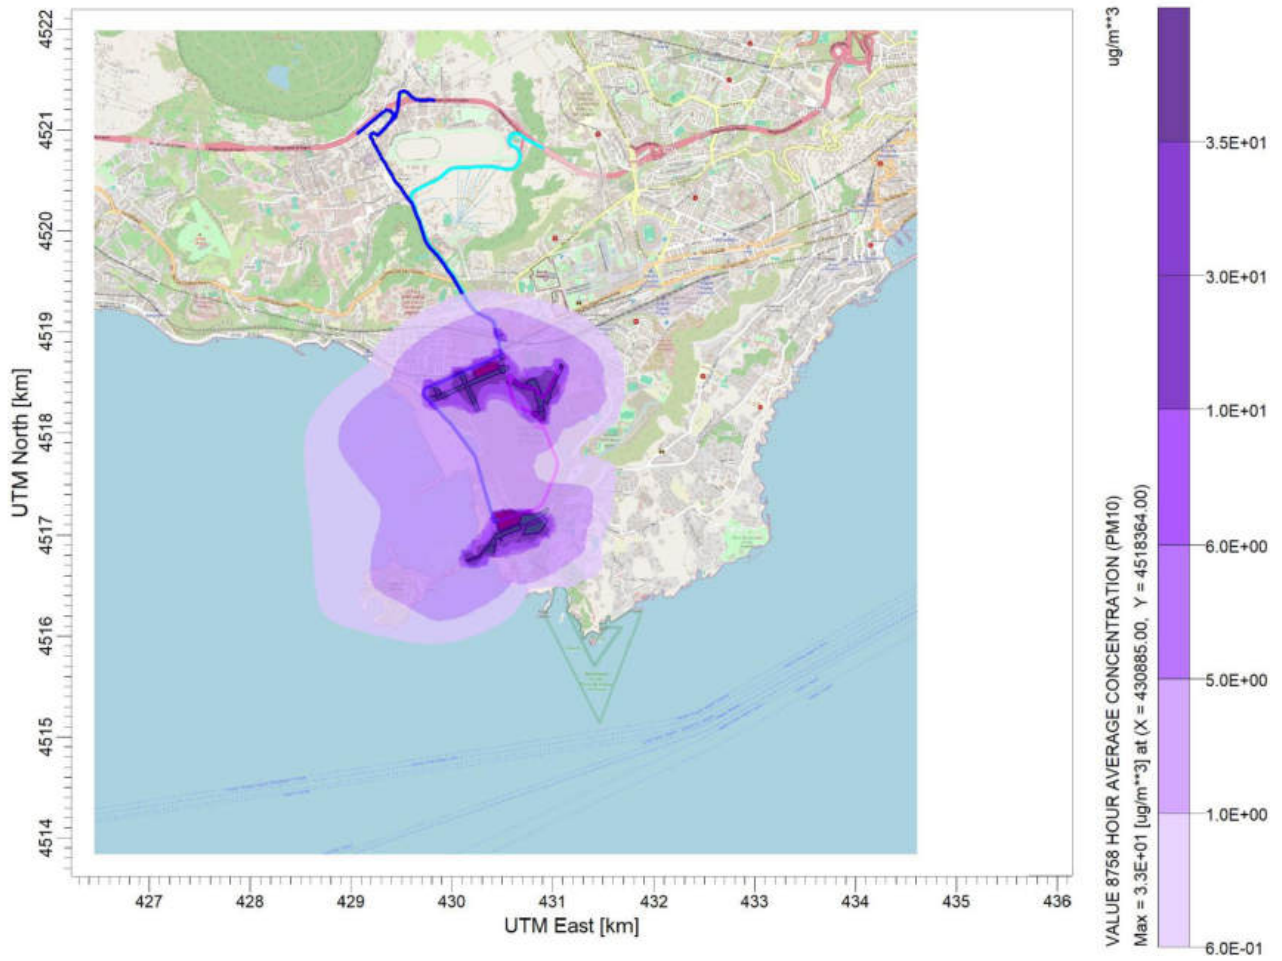 ug/m**3
3.5E+01
3.0E+01
1.0E+01
6.0E+00
5.0E+00
1.0E+00
6.0E-01
VALUE 8758 HOUR AVERAGE CONCENTRATION (PM10)
Max = 3.3E+01 [ug/m**3] at (X = 430885.00, Y = 4518364.00)
UTM North [km]
4522
4521
4520
4519
4518
4517
4516
4515
4514
427
428
429
430
431
432
433
434
435
436
UTM East [km]